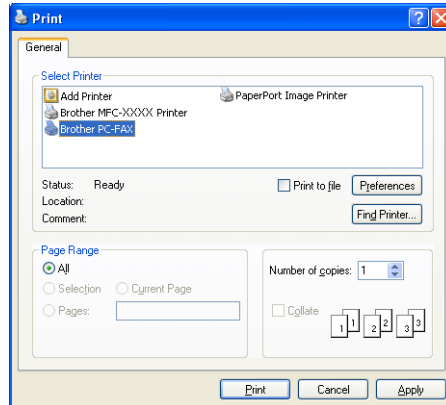 Print
General
Select Printer
Add Printer
PaperPort Image Printer
Brother MFC-XXXX Printer
Brother PC-FAX
Status: Ready
Print to file
Preferences
Location:
Comment:
Find Printer...
Page Range
All
Selection
Current Page
Pages:
Number of copies: 1
Collate
1 1 2 2 3 3
Print
Cancel
Apply